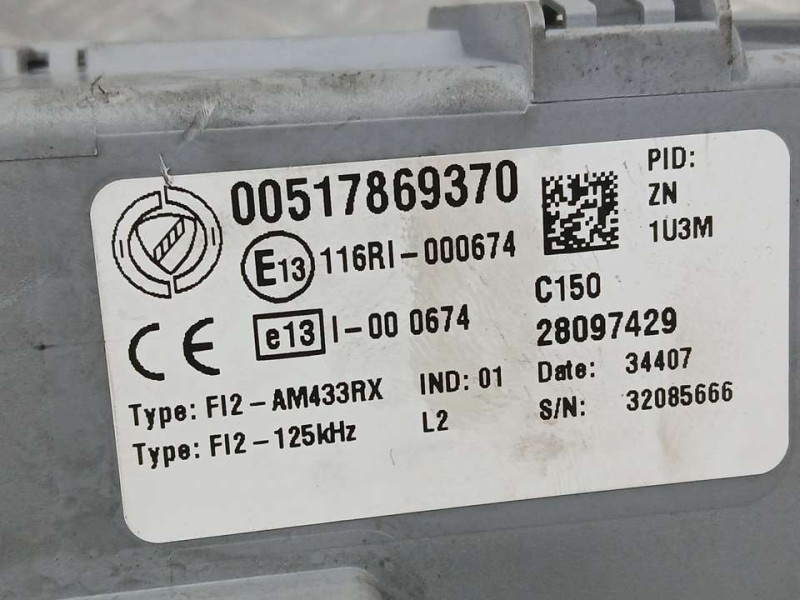 00517869370
E13 116RI-000674
CE e13 I-00 0674
Type: FI2-AM433RX
Type: FI2-125kHz
IND: 01
L2
PID:
ZN
1U3M
C150
28097429
Date: 34407
S/N: 32085666